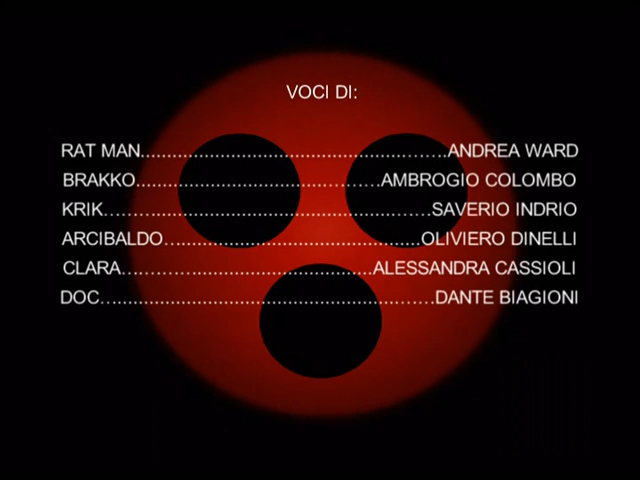 VOCI DI:
RAT MAN....................................................ANDREA WARD
BRAKKO..........................................AMBROGIO COLOMBO
KRIK........................................................SAVERIO INDRIO
ARCIBALDO............................................OLIVIERO DINELLI
CLARA...........................................ALESSANDRA CASSIOLI
DOC.........................................................DANTE BIAGIONI